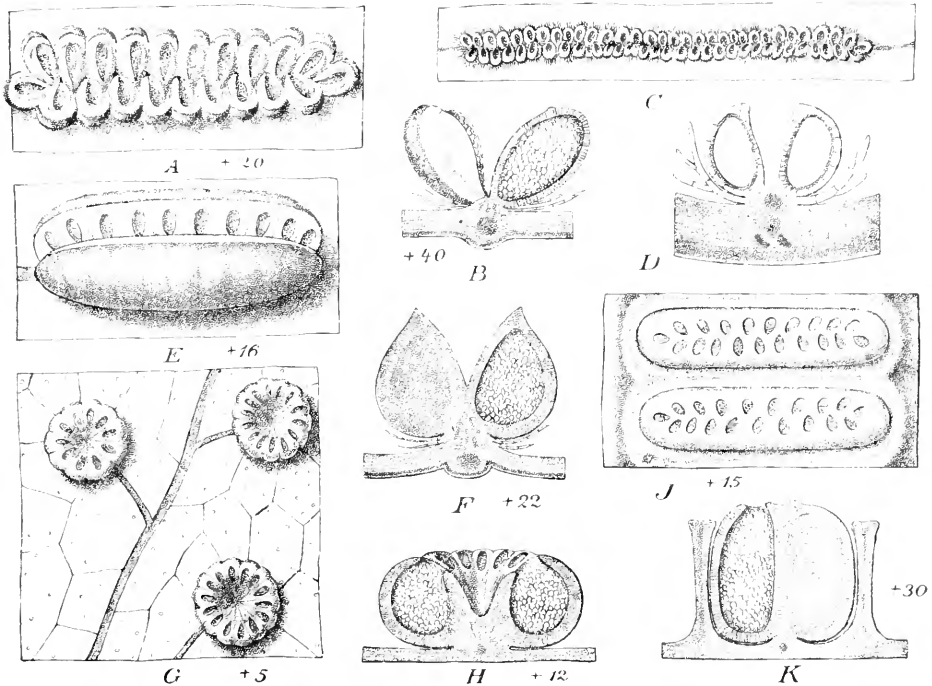 A + 20
C
+40
B
D
E +16
F +22
J + 15
G + 5
H + 12
+30
K